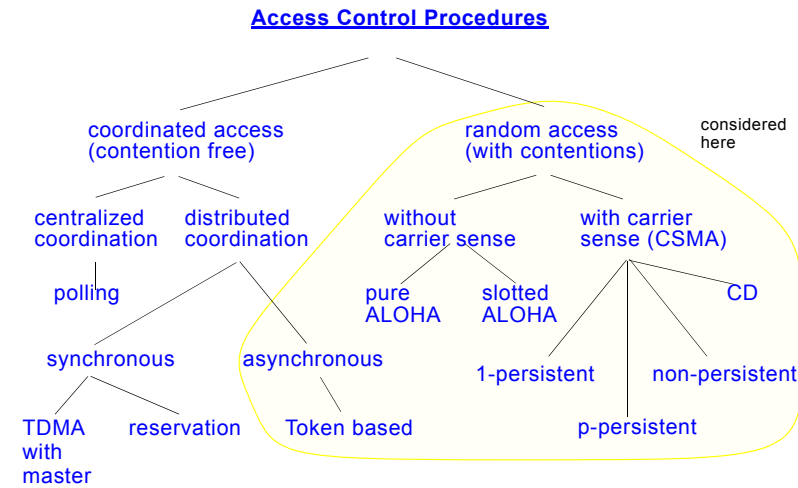 Access Control Procedures
coordinated access
(contention free)
random access
(with contentions)
considered
here
centralized
coordination
distributed
coordination
without
carrier sense
with carrier
sense (CSMA)
polling
pure
ALOHA
slotted
ALOHA
CD
synchronous
asynchronous
1-persistent
non-persistent
TDMA
with
master
reservation
Token based
p-persistent